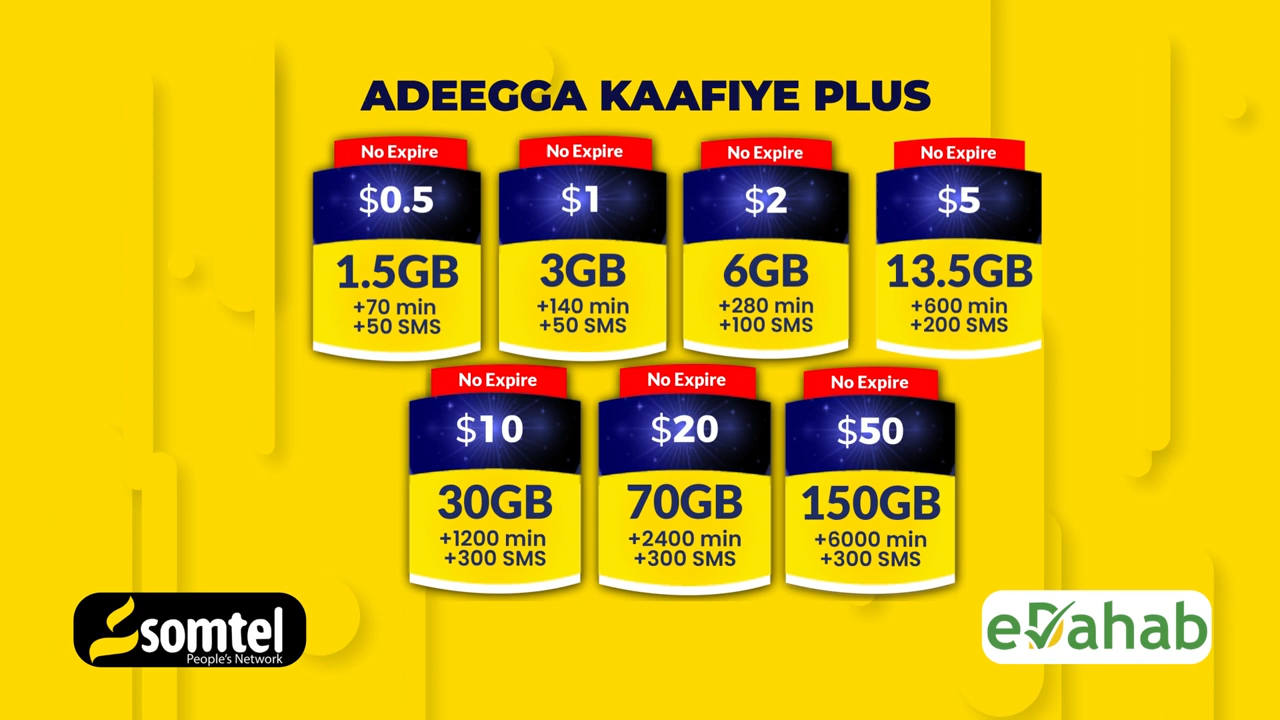 ADEEGGA KAAFIYE PLUS
No Expire
$0.5
1.5GB
+70 min
+50 SMS
No Expire
$1
3GB
+140 min
+50 SMS
No Expire
$2
6GB
+280 min
+100 SMS
No Expire
$5
13.5GB
+600 min
+200 SMS
No Expire
$10
30GB
+1200 min
+300 SMS
No Expire
$20
70GB
+2400 min
+300 SMS
No Expire
$50
150GB
+6000 min
+300 SMS
somtel
People's Network
eDahab